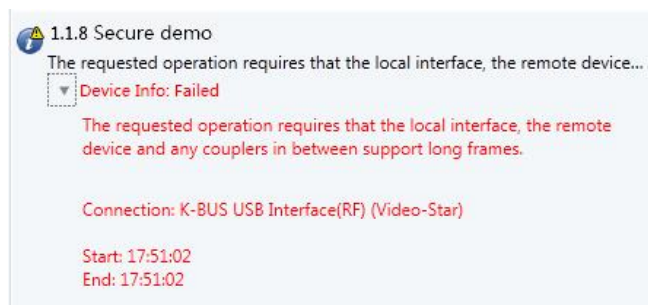 1.1.8 Secure demo
The requested operation requires that the local interface, the remote device...
Device Info: Failed
The requested operation requires that the local interface, the remote
device and any couplers in between support long frames.
Connection: K-BUS USB Interface(RF) (Video-Star)
Start: 17:51:02
End: 17:51:02